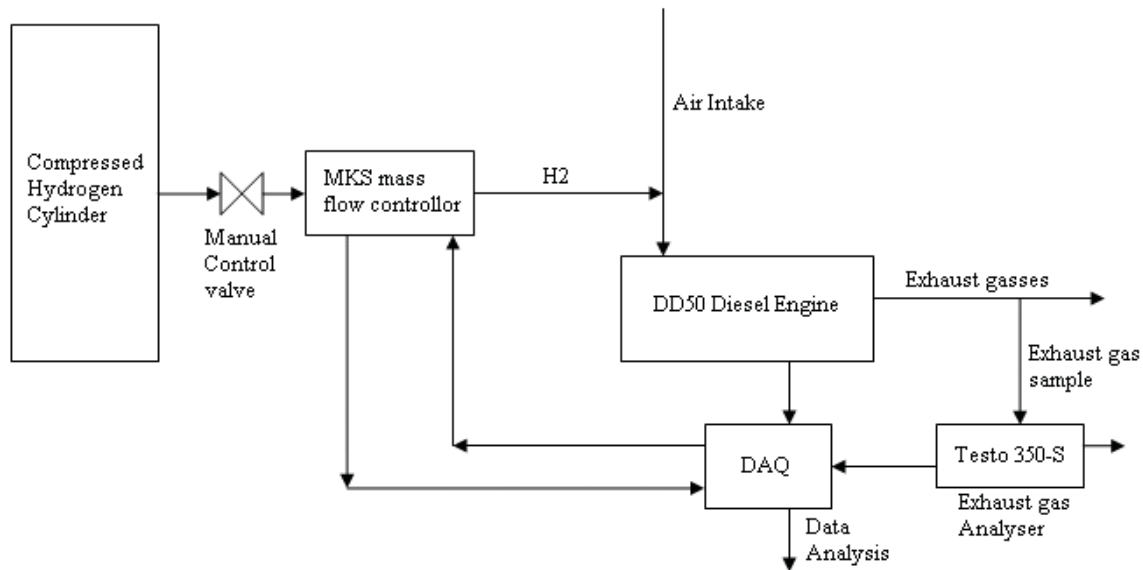 Air Intake
Compressed
Hydrogen
Cylinder
MKS mass
flow controllor
H2
Manual
Control
valve
DD50 Diesel Engine
Exhaust gasses
Exhaust gas
sample
DAQ
Testo 350-S
Exhaust gas
Analyser
Data
Analysis